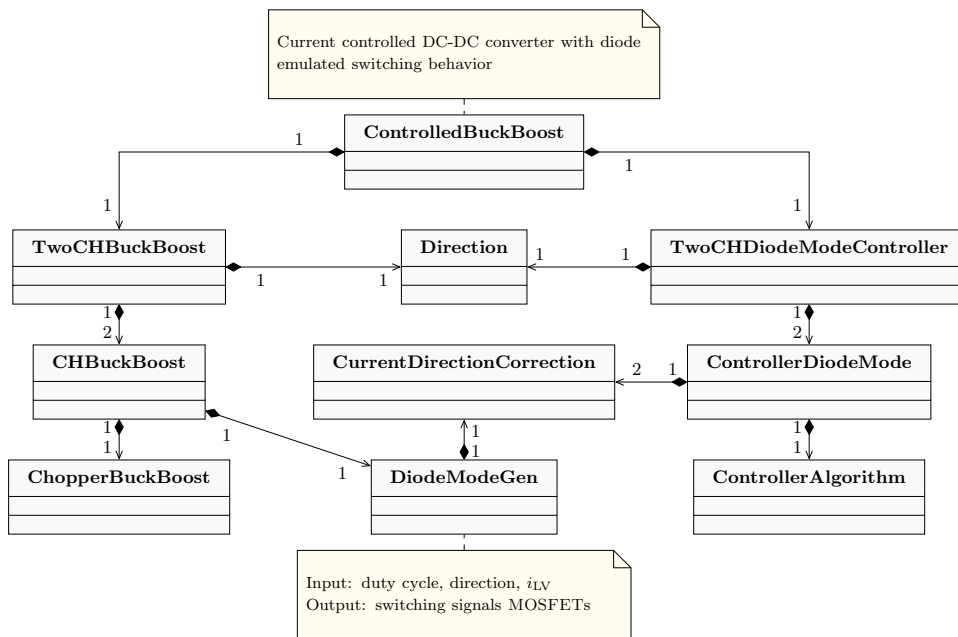 Current controlled DC-DC converter with diode
emulated switching behavior
ControlledBuckBoost
1
1
1
1
TwoCHBuckBoost
Direction
TwoCHDiodeModeController
1
1
1
1
1
2
1
2
CHBuckBoost
CurrentDirectionCorrection
ControllerDiodeMode
2
1
1
1
1
1
1
1
1
1
ChopperBuckBoost
DiodeModeGen
ControllerAlgorithm
Input: duty cycle, direction, iLV
Output: switching signals MOSFETs